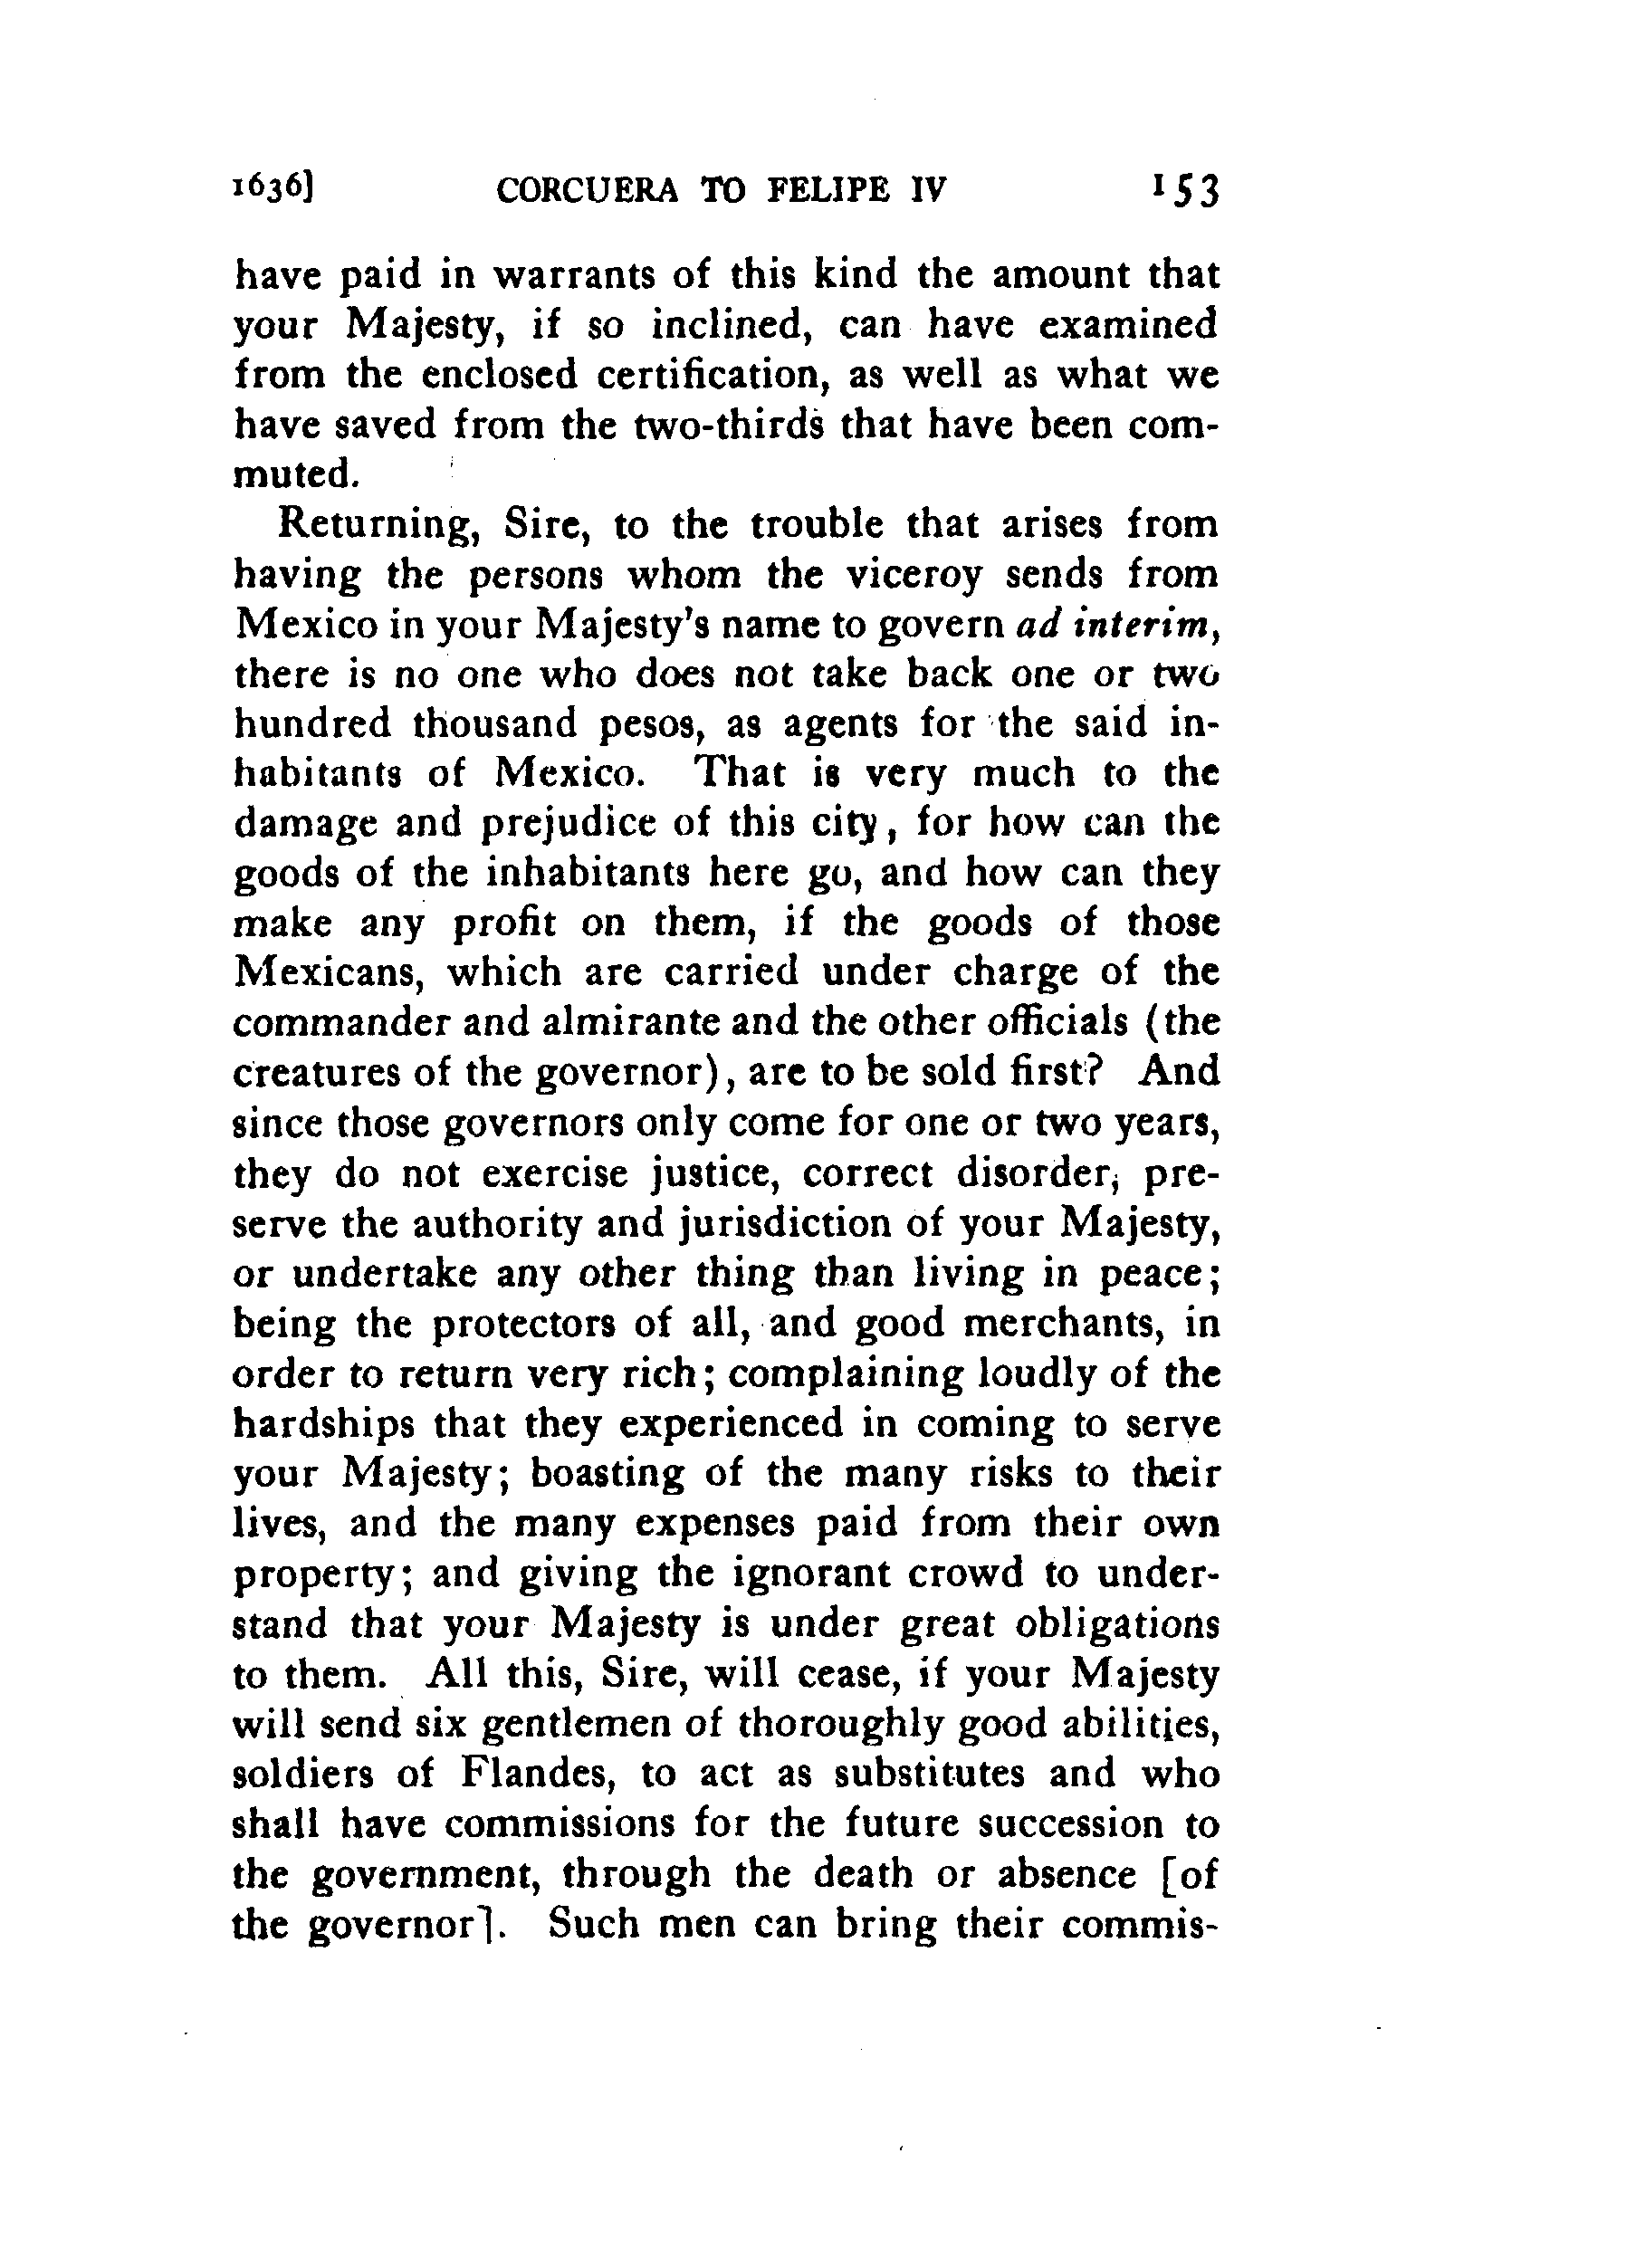 1636] CORCUERA TO FELIPE IV 153
have paid in warrants of this kind the amount that
your Majesty, if so inclined, can have examined
from the enclosed certification, as well as what we
have saved from the two-thirds that have been com-
muted.
Returning, Sire, to the trouble that arises from
having the persons whom the viceroy sends from
Mexico in your Majesty's name to govern ad interim,
there is no one who does not take back one or two
hundred thousand pesos, as agents for the said in-
habitants of Mexico. That is very much to the
damage and prejudice of this city, for how can the
goods of the inhabitants here go, and how can they
make any profit on them, if the goods of those
Mexicans, which are carried under charge of the
commander and almirante and the other officials (the
creatures of the governor), are to be sold first? And
since those governors only come for one or two years,
they do not exercise justice, correct disorder, pre-
serve the authority and jurisdiction of your Majesty,
or undertake any other thing than living in peace;
being the protectors of all, and good merchants, in
order to return very rich; complaining loudly of the
hardships that they experienced in coming to serve
your Majesty; boasting of the many risks to their
lives, and the many expenses paid from their own
property; and giving the ignorant crowd to under-
stand that your Majesty is under great obligations
to them. All this, Sire, will cease, if your Majesty
will send six gentlemen of thoroughly good abilities,
soldiers of Flandes, to act as substitutes and who
shall have commissions for the future succession to
the government, through the death or absence [of
the governor]. Such men can bring their commis-